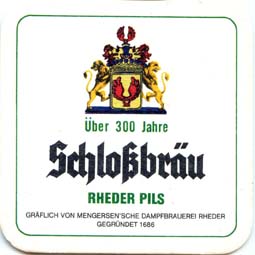 Über 300 Jahre
Schloßbräu
RHEDER PILS
GRÄFLICH VON MENGERSEN'SCHE DAMPFBRAUEREI RHEDER
GEGRÜNDET 1686